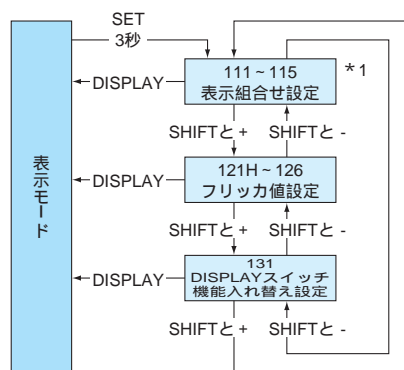 SET
3秒
111~115
表示組合せ設定
*1
DISPLAY
SHIFTと+ SHIFTと-
表示モード
121H~126
フリッカ値設定
DISPLAY
SHIFTと+ SHIFTと-
131
DISPLAYスイッチ
機能入れ替え設定
DISPLAY
SHIFTと+ SHIFTと-